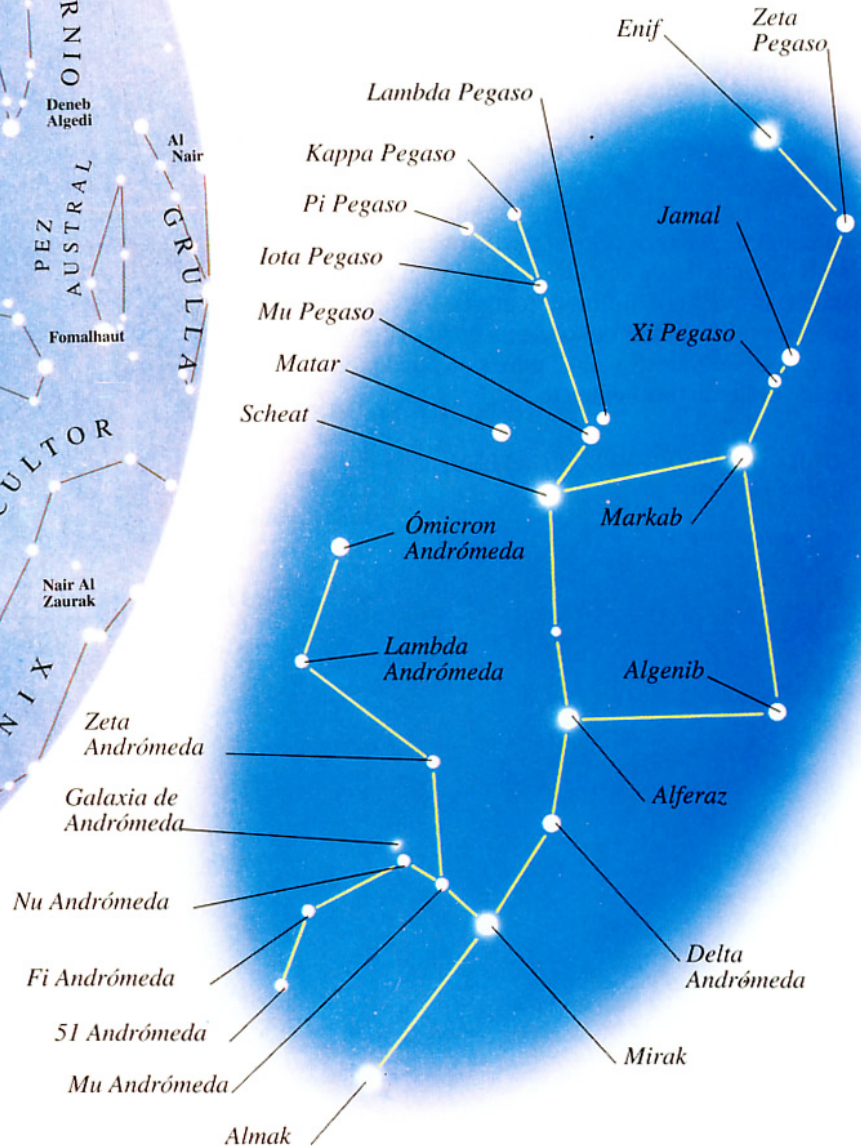 RNIO
Deneb
Algedi
Al
Nair
PEZ
AUSTRAL
GRULLA
Fomalhaut
CULTOR
Nair Al
Zaurak
NIX
Enif
Zeta
Pegaso
Lambda Pegaso
Kappa Pegaso
Pi Pegaso
Jamal
Iota Pegaso
Mu Pegaso
Xi Pegaso
Matar
Scheat
Markab
Ómicron
Andrómeda
Lambda
Andrómeda
Algenib
Zeta
Andrómeda
Alferaz
Galaxia de
Andrómeda
Nu Andrómeda
Delta
Andrómeda
Fi Andrómeda
51 Andrómeda
Mirak
Mu Andrómeda
Almak